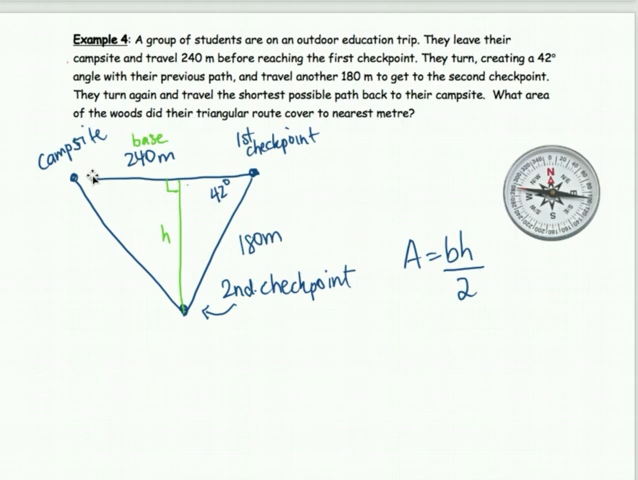 Example 4: A group of students are on an outdoor education trip. They leave their
campsite and travel 240 m before reaching the first checkpoint. They turn, creating a 42°
angle with their previous path, and travel another 180 m to get to the second checkpoint.
They turn again and travel the shortest possible path back to their campsite. What area
of the woods did their triangular route cover to nearest metre?
campsite
base
240m
1st
checkpoint
42°
h
180m
2nd.checkpoint
A=bh
2
N
E
S
W